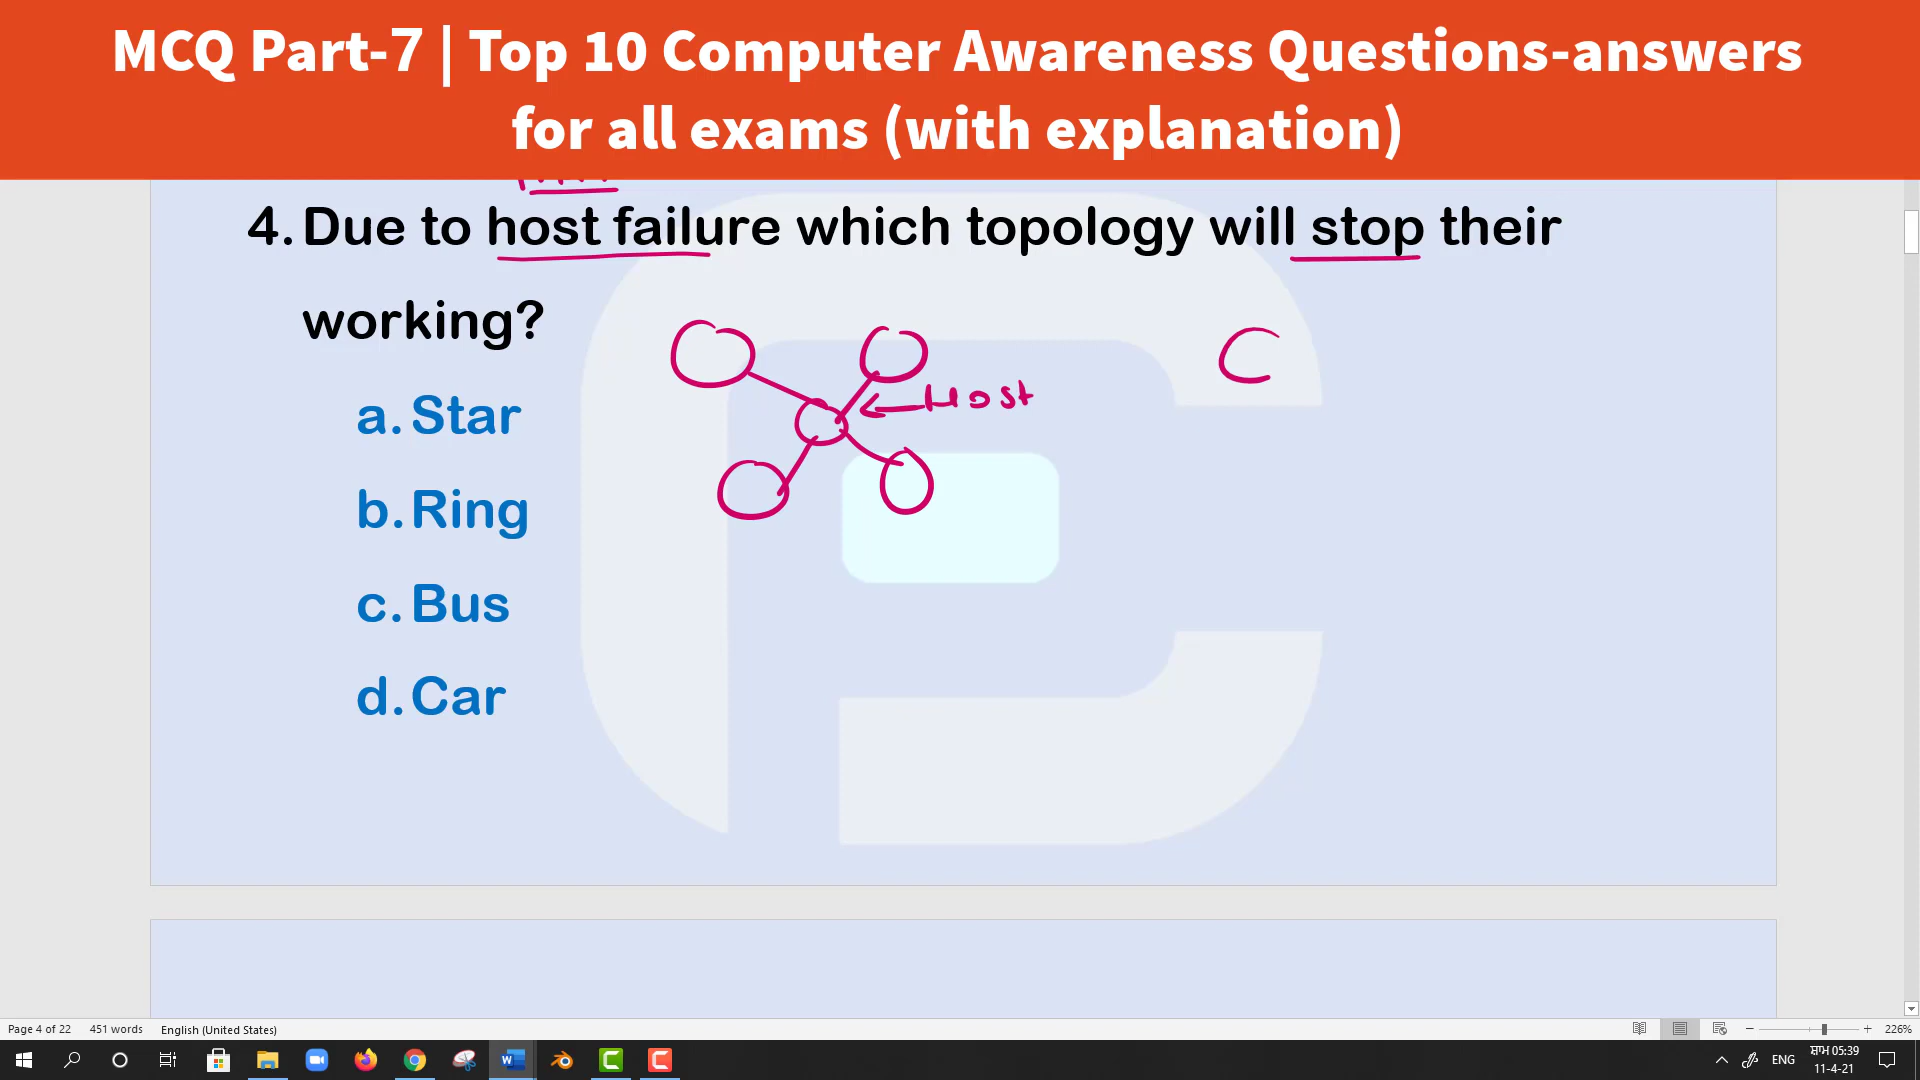 MCQ Part-7 | Top 10 Computer Awareness Questions-answers
for all exams (with explanation)
4. Due to host failure which topology will stop their
working?
Host
a. Star
b. Ring
c. Bus
d. Car
Page 4 of 22 451 words English (United States) 226%
ENG
ਸ਼ਾਮ 05:39
11-4-21